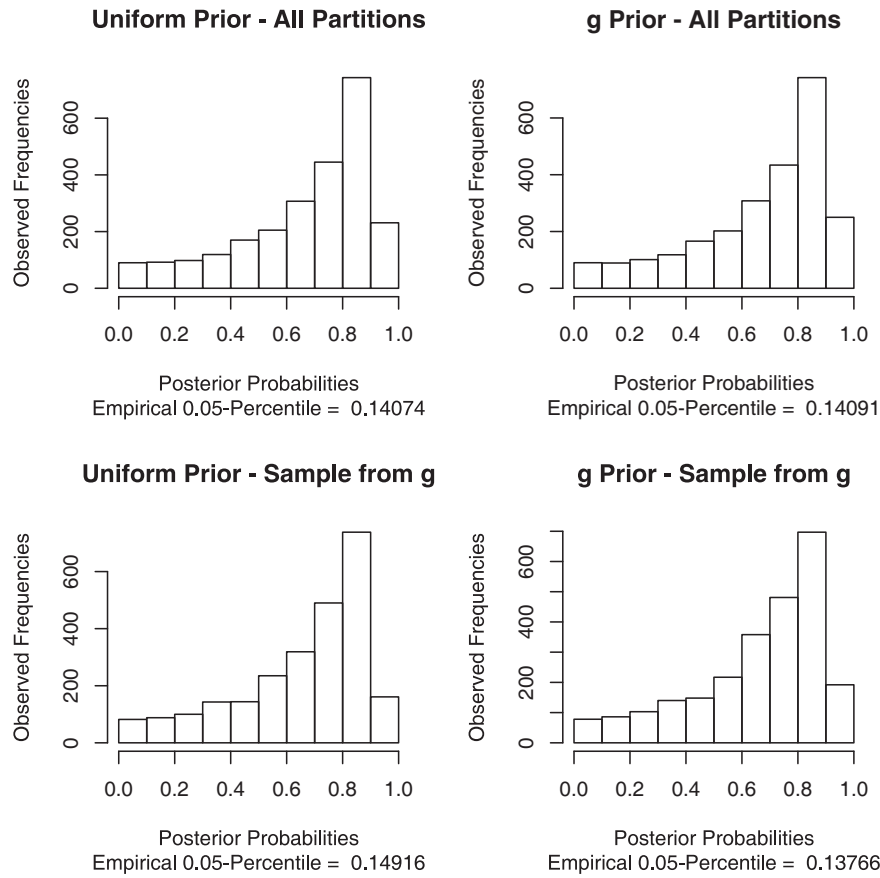 Uniform Prior - All Partitions
Observed Frequencies
600
400
200
0
0.0 0.2 0.4 0.6 0.8 1.0
Posterior Probabilities
Empirical 0.05-Percentile = 0.14074
g Prior - All Partitions
Observed Frequencies
600
400
200
0
0.0 0.2 0.4 0.6 0.8 1.0
Posterior Probabilities
Empirical 0.05-Percentile = 0.14091
Uniform Prior - Sample from g
Observed Frequencies
600
400
200
0
0.0 0.2 0.4 0.6 0.8 1.0
Posterior Probabilities
Empirical 0.05-Percentile = 0.14916
g Prior - Sample from g
Observed Frequencies
600
400
200
0
0.0 0.2 0.4 0.6 0.8 1.0
Posterior Probabilities
Empirical 0.05-Percentile = 0.13766